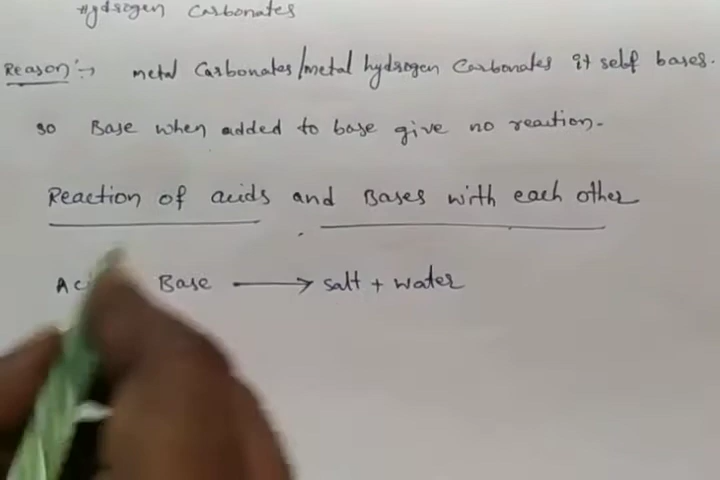 Hydrogen Carbonates
Reason:→ metal Carbonates/metal hydrogen Carbonates it self bases.
so Base when added to base give no reaction.
Reaction of acids and Bases with each other
Base → salt + water